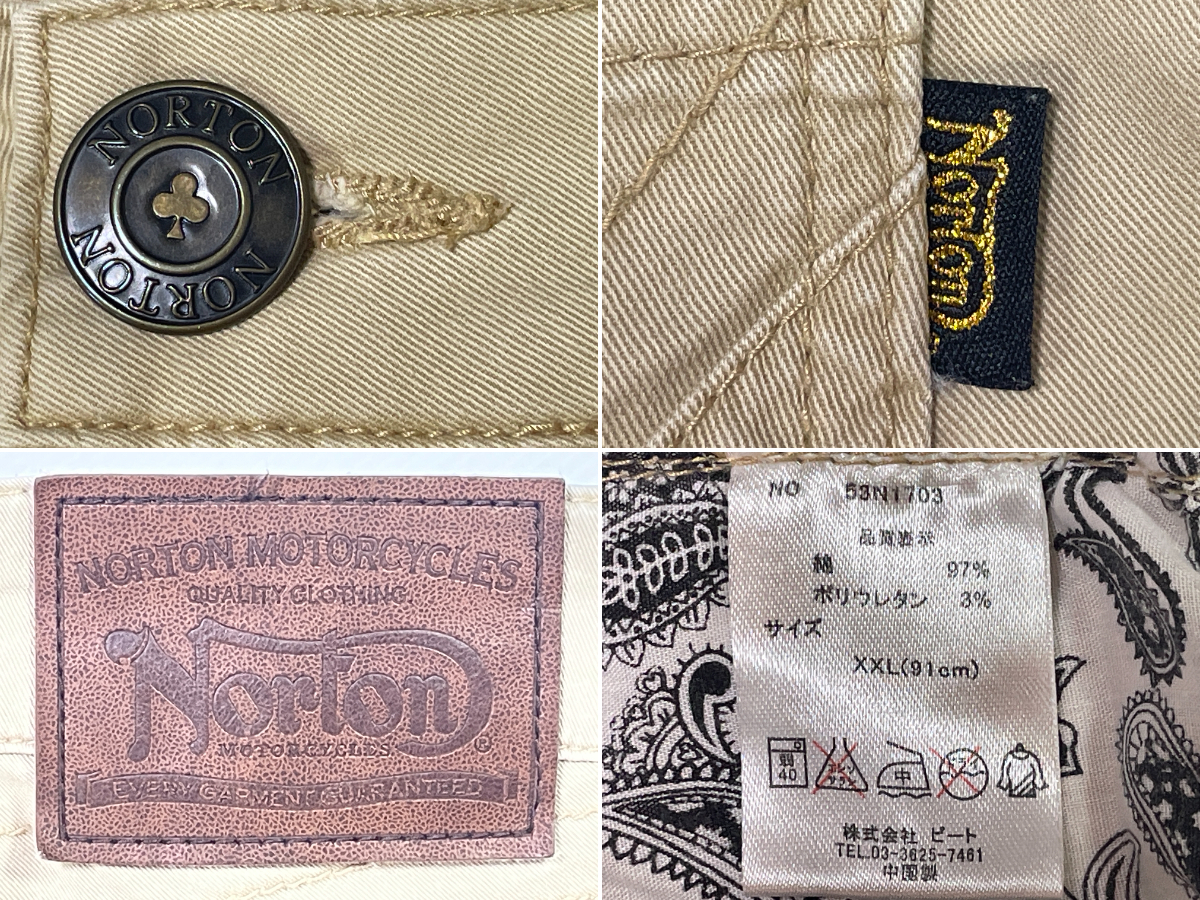 NORTON
NORTON
Norton
NORTON MOTORCYCLES
QUALITY CLOTHING
Norton
MOTORCYCLES
®
EVERY GARMENT GUARANTEED
NO 53N1703
品質表示
綿 97%
ポリウレタン 3%
サイズ
XXL(91cm)
弱
40
中
株式会社 ビート
TEL.03-3625-7461
中国製